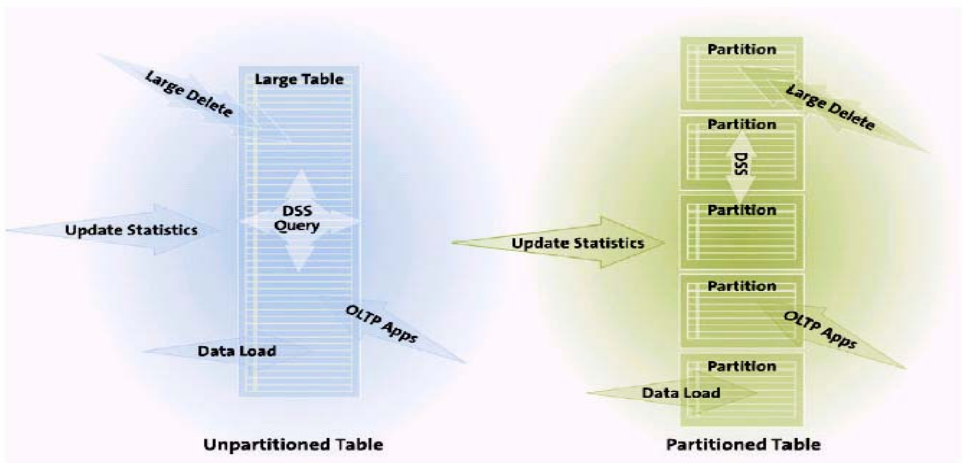 Large Table
Large Delete
DSS
Query
Update Statistics
OLTP Apps
Data Load
Unpartitioned Table
Partition
Large Delete
Partition
DSS
Partition
Update Statistics
Partition
OLTP Apps
Partition
Data Load
Partitioned Table